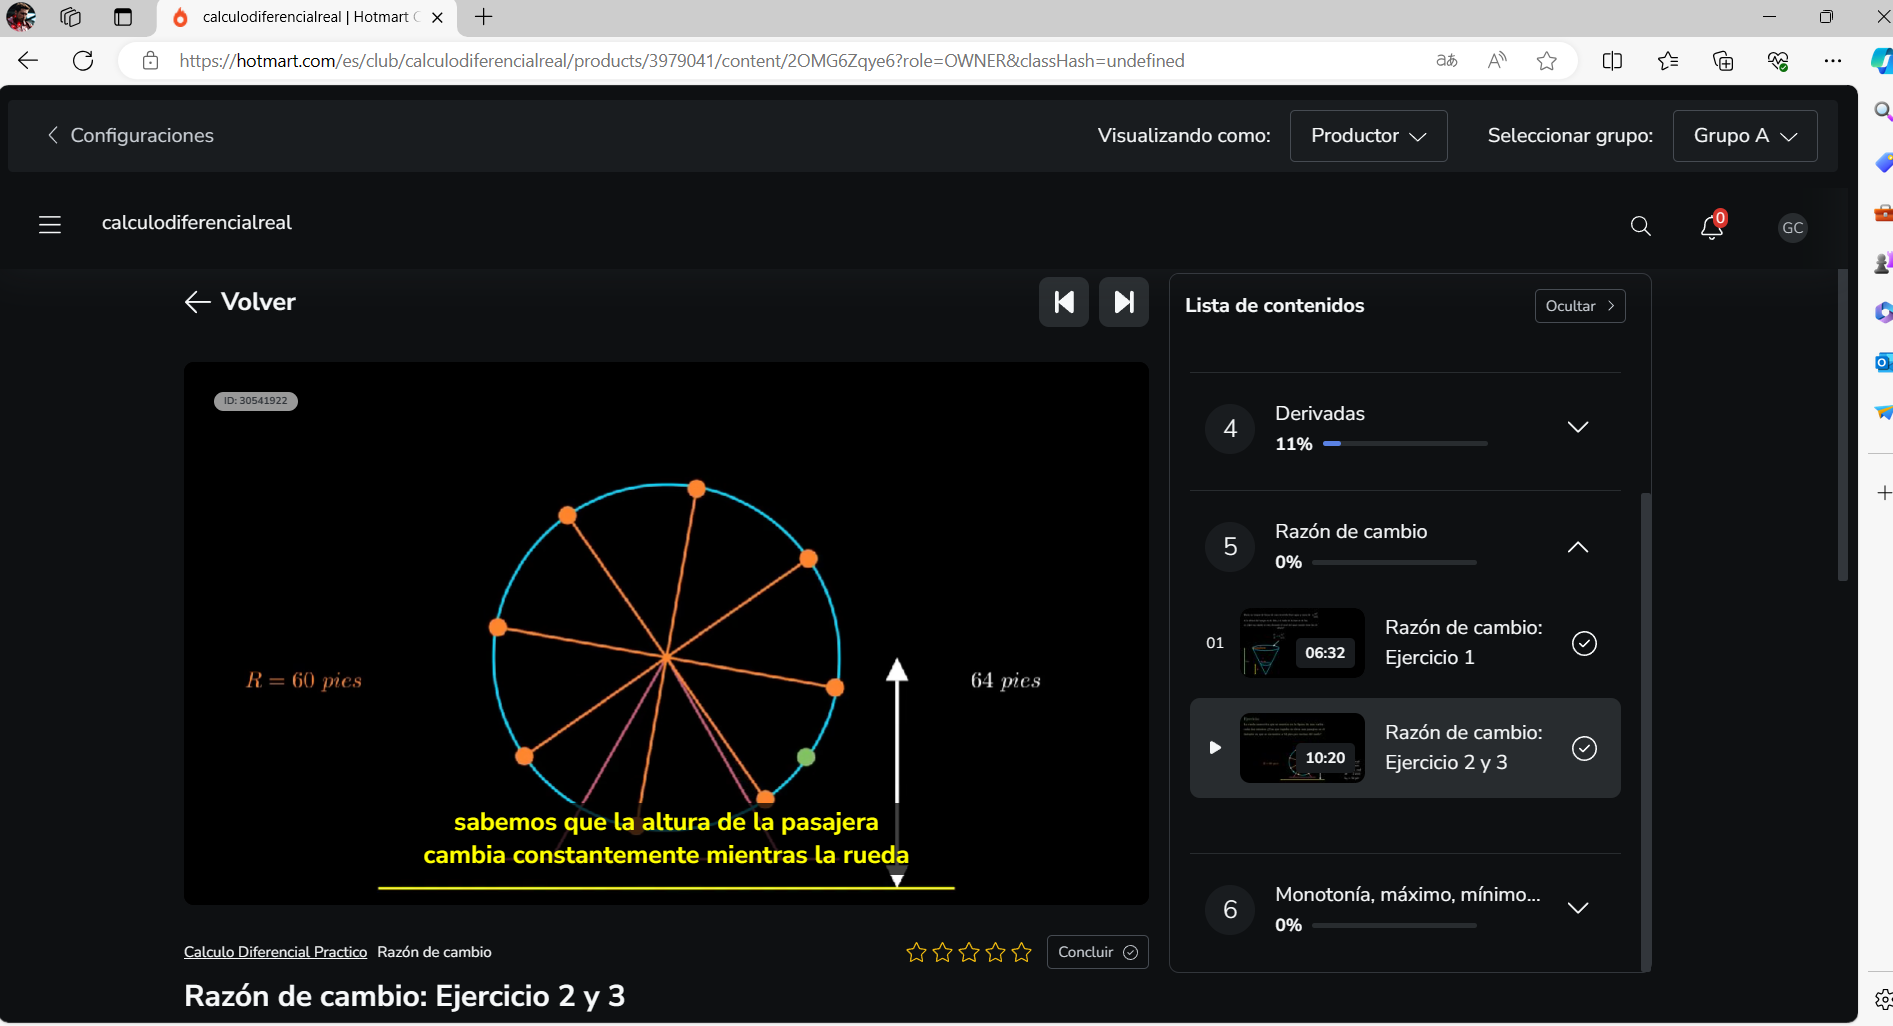 calculodiferencialreal | Hotmart C
https://hotmart.com/es/club/calculodiferencialreal/products/3979041/content/2OMG6Zqye6?role=OWNER&classHash=undefined
aあ
Configuraciones
Visualizando como:
Productor
Seleccionar grupo:
Grupo A
calculodiferencialreal
0
GC
Volver
ID: 30541922
R = 60 pies
64 pies
sabemos que la altura de la pasajera
cambia constantemente mientras la rueda
Calculo Diferencial Practico Razón de cambio
Concluir
Razón de cambio: Ejercicio 2 y 3
Lista de contenidos
Ocultar
4
Derivadas
11%
5
Razón de cambio
0%
01
06:32
Razón de cambio:
Ejercicio 1
10:20
Razón de cambio:
Ejercicio 2 y 3
6
Monotonía, máximo, mínimo...
0%